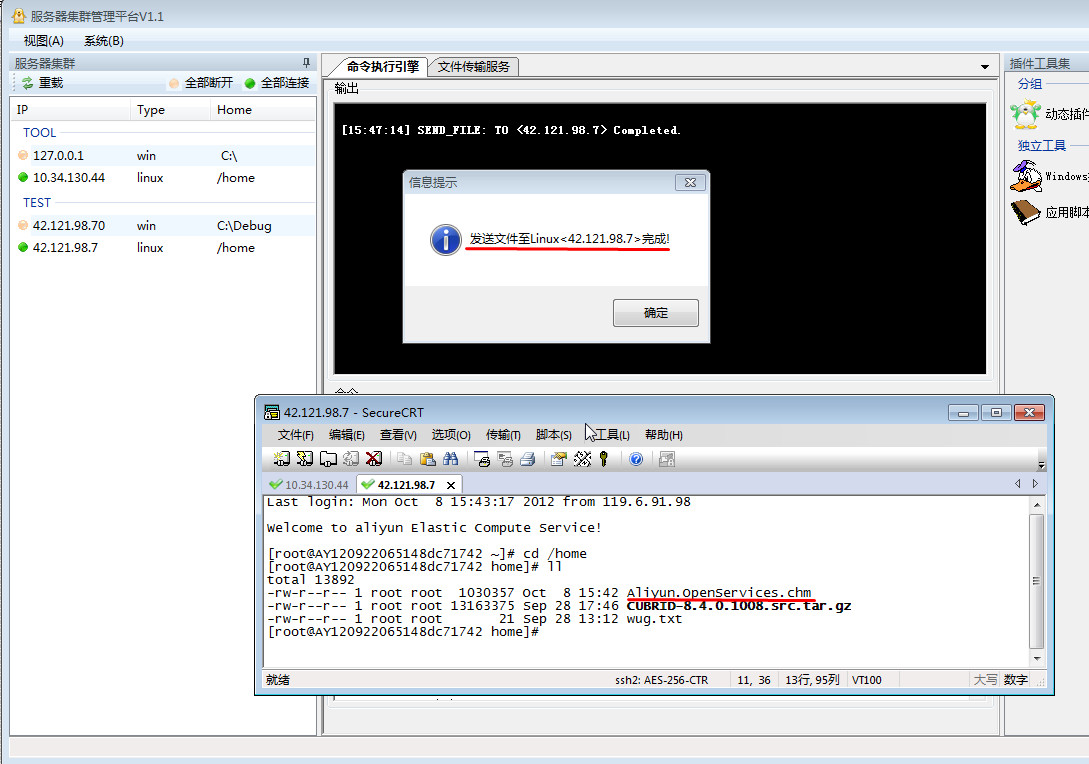 服务器集群管理平台V1.1
视图(A) 系统(B)
服务器集群
重载 全部断开 全部连接
IP Type Home
TOOL
127.0.0.1 win C:\
10.34.130.44 linux /home
TEST
42.121.98.70 win C:\Debug
42.121.98.7 linux /home
命令执行引擎 文件传输服务
输出
[15:47:14] SEND_FILE: TO <42.121.98.7> Completed.
信息提示
发送文件至Linux<42.121.98.7>完成!
确定
插件工具集
分组
动态插件
独立工具
Windows
应用脚本
42.121.98.7 - SecureCRT
文件(F) 编辑(E) 查看(V) 选项(O) 传输(T) 脚本(S) 工具(L) 帮助(H)
10.34.130.44 42.121.98.7
Last login: Mon Oct  8 15:43:17 2012 from 119.6.91.98
Welcome to aliyun Elastic Compute Service!
[root@AY120922065148dc71742 ~]# cd /home
[root@AY120922065148dc71742 home]# ll
total 13892
-rw-r--r-- 1 root root  1030357 Oct  8 15:42 Aliyun.OpenServices.chm
-rw-r--r-- 1 root root 13163375 Sep 28 17:46 CUBRID-8.4.0.1008.src.tar.gz
-rw-r--r-- 1 root root       21 Sep 28 13:12 wug.txt
[root@AY120922065148dc71742 home]#
就绪 ssh2: AES-256-CTR 11, 36 13行, 95列 VT100 大写 数字